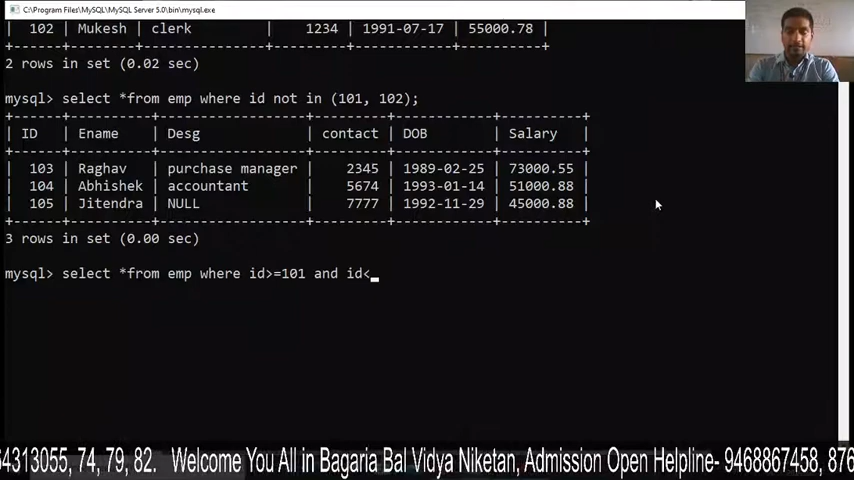 C:\Program Files\MySQL\MySQL Server 5.0\bin\mysql.exe
|  102 | Mukesh | clerk          |    1234 | 1991-07-17 | 55000.78 |
+------+--------+----------------+---------+------------+----------+
2 rows in set (0.02 sec)
mysql> select *from emp where id not in (101, 102);
+------+----------+------------------+---------+------------+----------+
| ID   | Ename    | Desg             | contact | DOB        | Salary   |
+------+----------+------------------+---------+------------+----------+
|  103 | Raghav   | purchase manager |    2345 | 1989-02-25 | 73000.55 |
|  104 | Abhishek | accountant       |    5674 | 1993-01-14 | 51000.88 |
|  105 | Jitendra | NULL             |    7777 | 1992-11-29 | 45000.88 |
+------+----------+------------------+---------+------------+----------+
3 rows in set (0.00 sec)
mysql> select *from emp where id>=101 and id<_
64313055, 74, 79, 82. Welcome You All in Bagaria Bal Vidya Niketan, Admission Open Helpline- 9468867458, 876